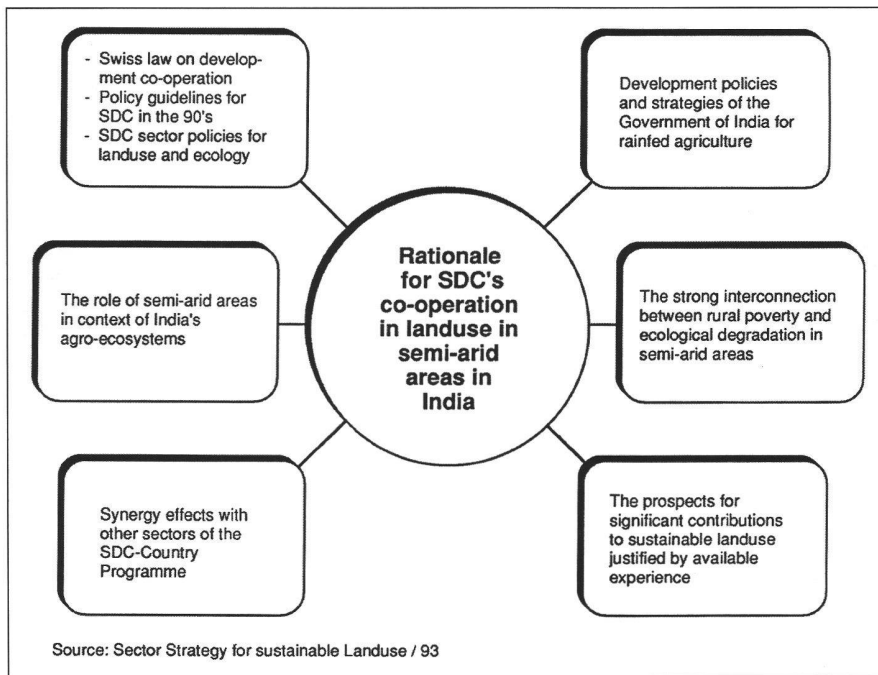 - Swiss law on develop-
ment co-operation
- Policy guidelines for
SDC in the 90's
- SDC sector policies for
landuse and ecology
Development policies
and strategies of the
Government of India for
rainfed agriculture
Rationale
for SDC's
co-operation
in landuse in
semi-arid
areas in
India
The role of semi-arid areas
in context of India's
agro-ecosystems
The strong interconnection
between rural poverty and
ecological degradation in
semi-arid areas
Synergy effects with
other sectors of the
SDC-Country
Programme
The prospects for
significant contributions
to sustainable landuse
justified by available
experience
Source: Sector Strategy for sustainable Landuse / 93